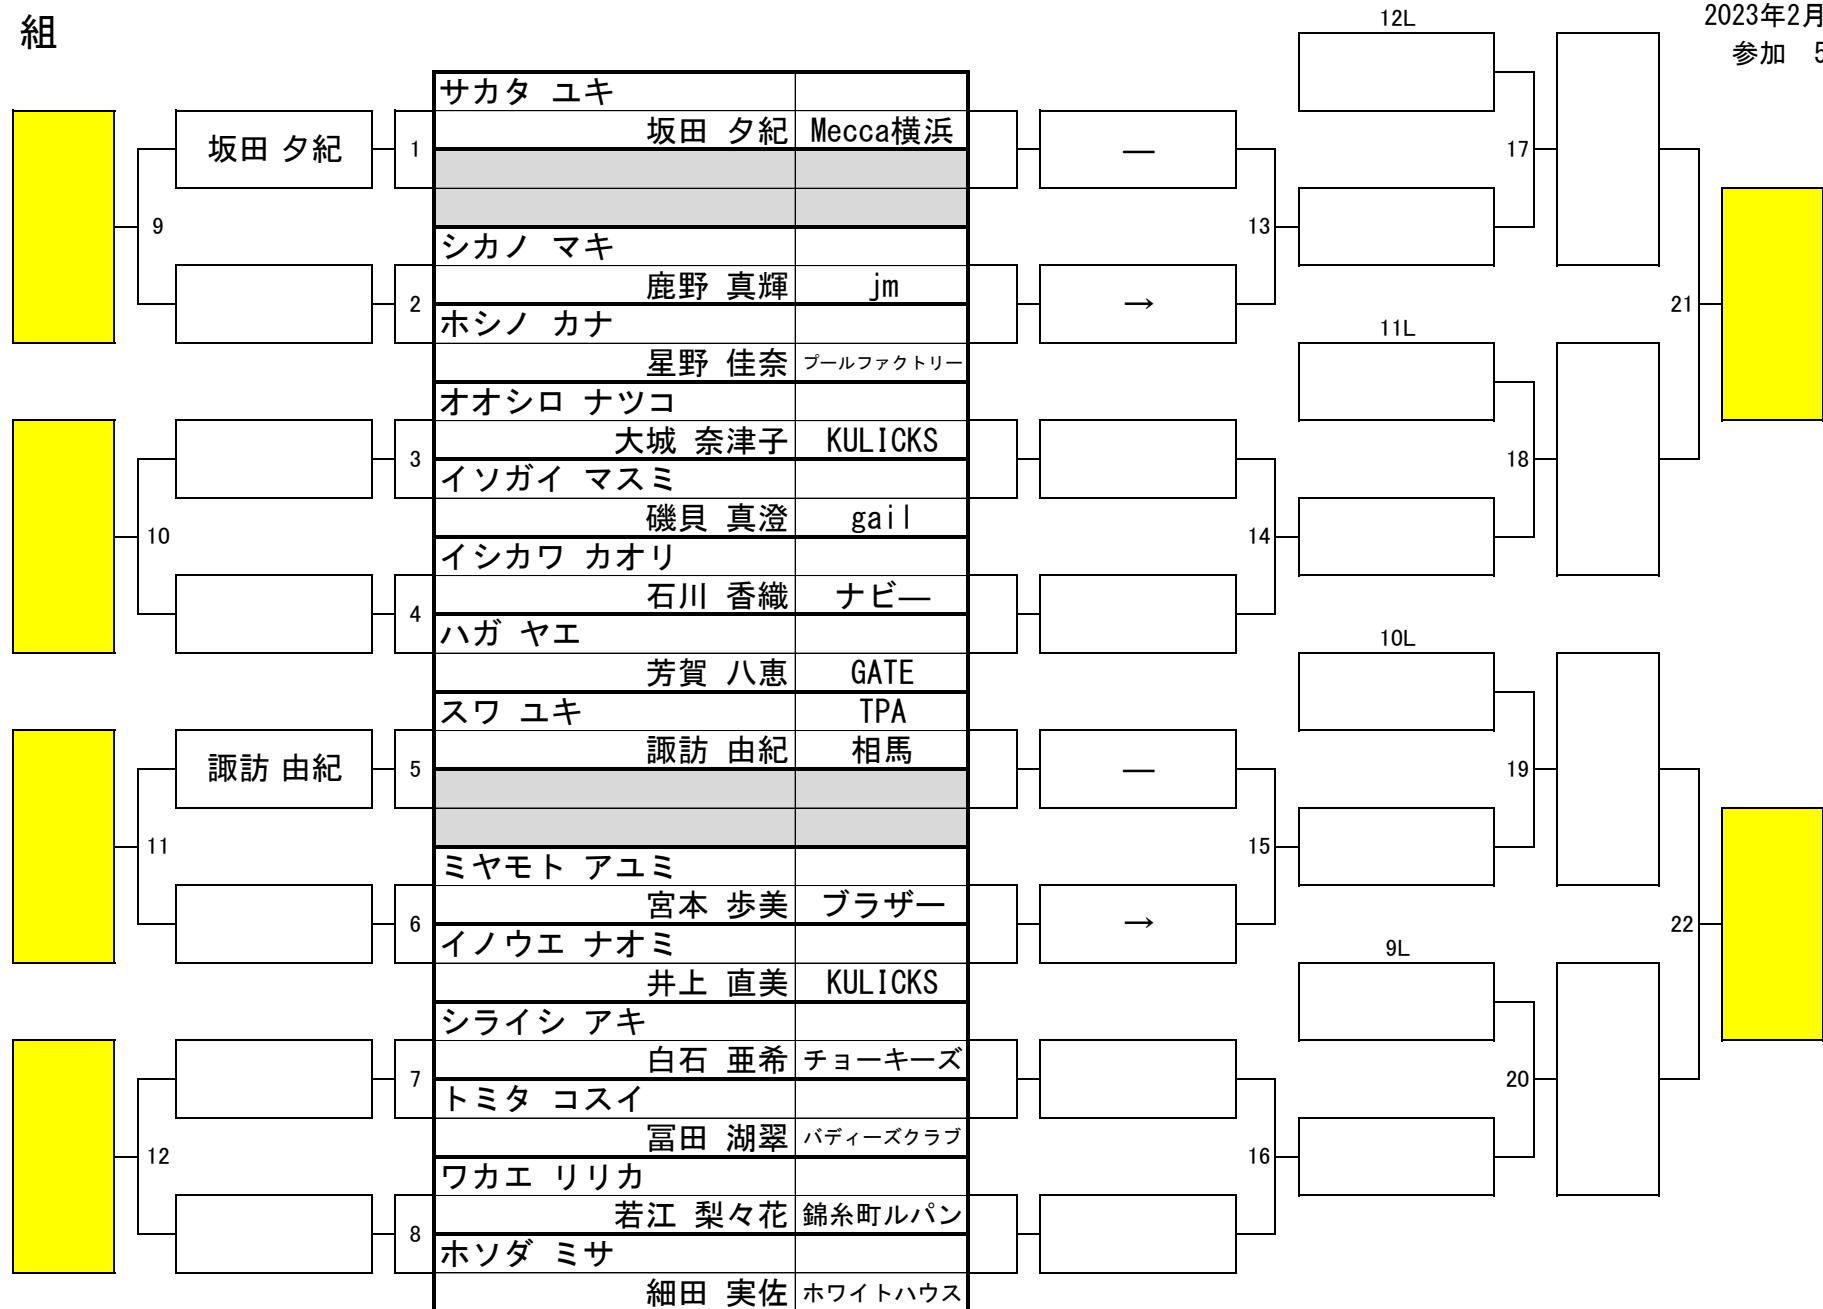 組
2023年2月
参加 5
12L
サカタ ユキ
坂田 夕紀 Mecca横浜
坂田 夕紀
1
—
17
9
13
シカノ マキ
鹿野 真輝 jm
2
→
21
ホシノ カナ
星野 佳奈 プールファクトリー
11L
オオシロ ナツコ
大城 奈津子 KULICKS
3
18
イソガイ マスミ
磯貝 真澄 gail
10
14
イシカワ カオリ
石川 香織 ナビ―
4
ハガ ヤエ
芳賀 八恵 GATE
10L
スワ ユキ TPA
諏訪 由紀 相馬
諏訪 由紀
5
—
19
11
15
ミヤモト アユミ
宮本 歩美 ブラザー
6
→
22
イノウエ ナオミ
井上 直美 KULICKS
9L
シライシ アキ
白石 亜希 チョーキーズ
7
20
トミタ コスイ
冨田 湖翠 バディーズクラブ
12
16
ワカエ リリカ
若江 梨々花 錦糸町ルパン
8
ホソダ ミサ
細田 実佐 ホワイトハウス